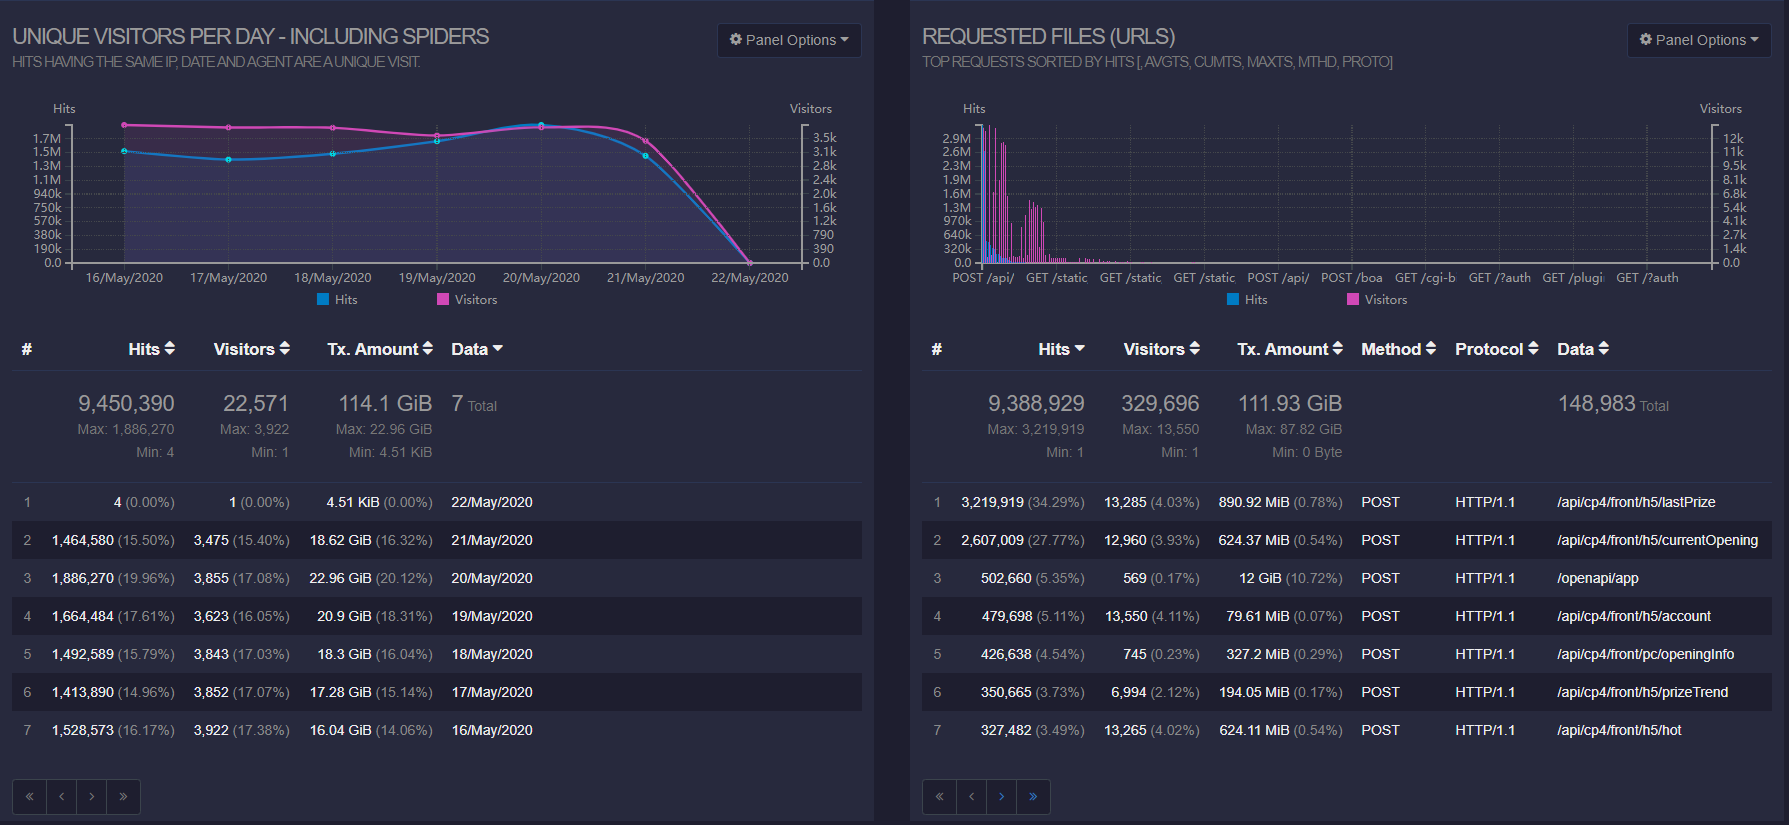 UNIQUE VISITORS PER DAY - INCLUDING SPIDERS
Panel Options
HITS HAVING THE SAME IP, DATE AND AGENT ARE A UNIQUE VISIT.
Hits Visitors
1.7M 3.5k
1.5M 3.1k
1.3M 2.8k
1.1M 2.4k
940k 2.0k
750k 1.6k
570k 1.2k
380k 790
190k 390
0.0 0.0
16/May/2020 17/May/2020 18/May/2020 19/May/2020 20/May/2020 21/May/2020 22/May/2020
Hits Visitors
# Hits Visitors Tx. Amount Data
9,450,390 22,571 114.1 GiB 7 Total
Max: 1,886,270 Max: 3,922 Max: 22.96 GiB
Min: 4 Min: 1 Min: 4.51 KiB
1 4 (0.00%) 1 (0.00%) 4.51 KiB (0.00%) 22/May/2020
2 1,464,580 (15.50%) 3,475 (15.40%) 18.62 GiB (16.32%) 21/May/2020
3 1,886,270 (19.96%) 3,855 (17.08%) 22.96 GiB (20.12%) 20/May/2020
4 1,664,484 (17.61%) 3,623 (16.05%) 20.9 GiB (18.31%) 19/May/2020
5 1,492,589 (15.79%) 3,843 (17.03%) 18.3 GiB (16.04%) 18/May/2020
6 1,413,890 (14.96%) 3,852 (17.07%) 17.28 GiB (15.14%) 17/May/2020
7 1,528,573 (16.17%) 3,922 (17.38%) 16.04 GiB (14.06%) 16/May/2020
« ‹ › »
REQUESTED FILES (URLS)
Panel Options
TOP REQUESTS SORTED BY HITS [, AVGTS, CUMTS, MAXTS, MTHD, PROTO]
Hits Visitors
2.9M 12k
2.6M 11k
2.3M 9.5k
1.9M 8.1k
1.6M 6.8k
1.3M 5.4k
970k 4.1k
640k 2.7k
320k 1.4k
0.0 0.0
POST /api/ GET /static GET /static GET /static POST /api/ POST /boa GET /cgi-b GET /?auth GET /plugi GET /?auth
Hits Visitors
# Hits Visitors Tx. Amount Method Protocol Data
9,388,929 329,696 111.93 GiB 148,983 Total
Max: 3,219,919 Max: 13,550 Max: 87.82 GiB
Min: 1 Min: 1 Min: 0 Byte
1 3,219,919 (34.29%) 13,285 (4.03%) 890.92 MiB (0.78%) POST HTTP/1.1 /api/cp4/front/h5/lastPrize
2 2,607,009 (27.77%) 12,960 (3.93%) 624.37 MiB (0.54%) POST HTTP/1.1 /api/cp4/front/h5/currentOpening
3 502,660 (5.35%) 569 (0.17%) 12 GiB (10.72%) POST HTTP/1.1 /openapi/app
4 479,698 (5.11%) 13,550 (4.11%) 79.61 MiB (0.07%) POST HTTP/1.1 /api/cp4/front/h5/account
5 426,638 (4.54%) 745 (0.23%) 327.2 MiB (0.29%) POST HTTP/1.1 /api/cp4/front/pc/openingInfo
6 350,665 (3.73%) 6,994 (2.12%) 194.05 MiB (0.17%) POST HTTP/1.1 /api/cp4/front/h5/prizeTrend
7 327,482 (3.49%) 13,265 (4.02%) 624.11 MiB (0.54%) POST HTTP/1.1 /api/cp4/front/h5/hot
« ‹ › »